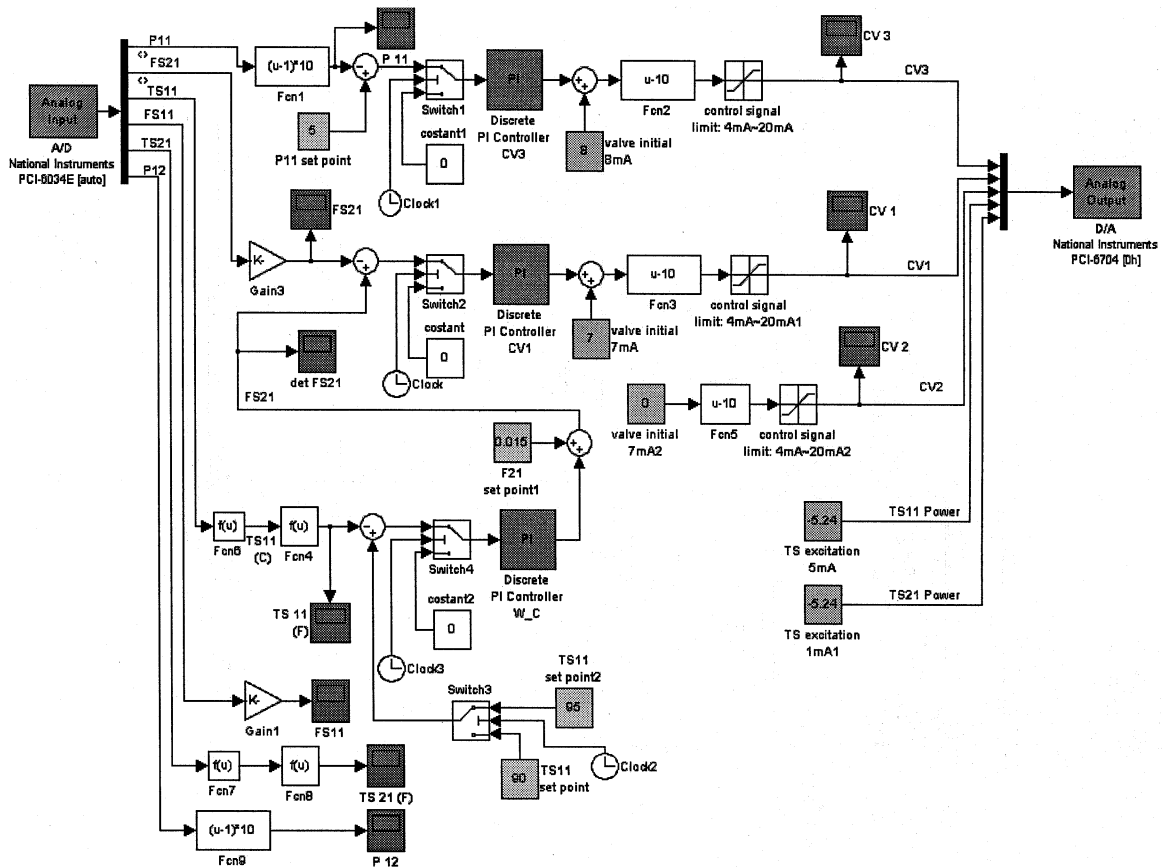 P11
<>
FS21
<>
TS11
FS11
TS21
P12
Analog
Input
A/D
National Instruments
PCI-6034E [auto]
(u-1)*10
Fcn1
P 11
P 11
5
P11 set point
Switch1
costant1
0
Clock1
PI
Discrete
PI Controller
CV3
8
valve initial
8mA
u-10
Fcn2
control signal
limit: 4mA~20mA
CV 3
CV3
K-
Gain3
FS21
det FS21
FS21
Switch2
costant
0
Clock
PI
Discrete
PI Controller
CV1
7
valve initial
7mA
u-10
Fcn3
control signal
limit: 4mA~20mA1
CV 1
CV1
0
valve initial
7mA2
u-10
Fcn5
control signal
limit: 4mA~20mA2
CV 2
CV2
Analog
Output
D/A
National Instruments
PCI-6704 [0h]
0.015
F21
set point1
f(u)
Fcn6
TS11
(C)
f(u)
Fcn4
TS 11
(F)
Switch4
costant2
0
Clock3
PI
Discrete
PI Controller
W_C
-5.24
TS11 Power
TS excitation
5mA
-5.24
TS21 Power
TS excitation
1mA1
K-
Gain1
FS11
Switch3
TS11
set point2
95
90
TS11
set point
Clock2
f(u)
Fcn7
f(u)
Fcn8
TS 21 (F)
(u-1)*10
Fcn9
P 12